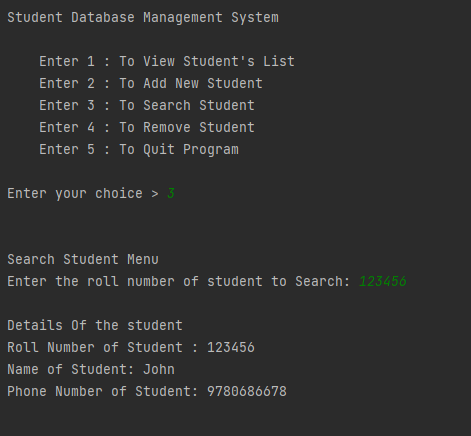 Student Database Management System
Enter 1 : To View Student's List
Enter 2 : To Add New Student
Enter 3 : To Search Student
Enter 4 : To Remove Student
Enter 5 : To Quit Program
Enter your choice > 3
Search Student Menu
Enter the roll number of student to Search: 123456
Details Of the student
Roll Number of Student : 123456
Name of Student: John
Phone Number of Student: 9780686678